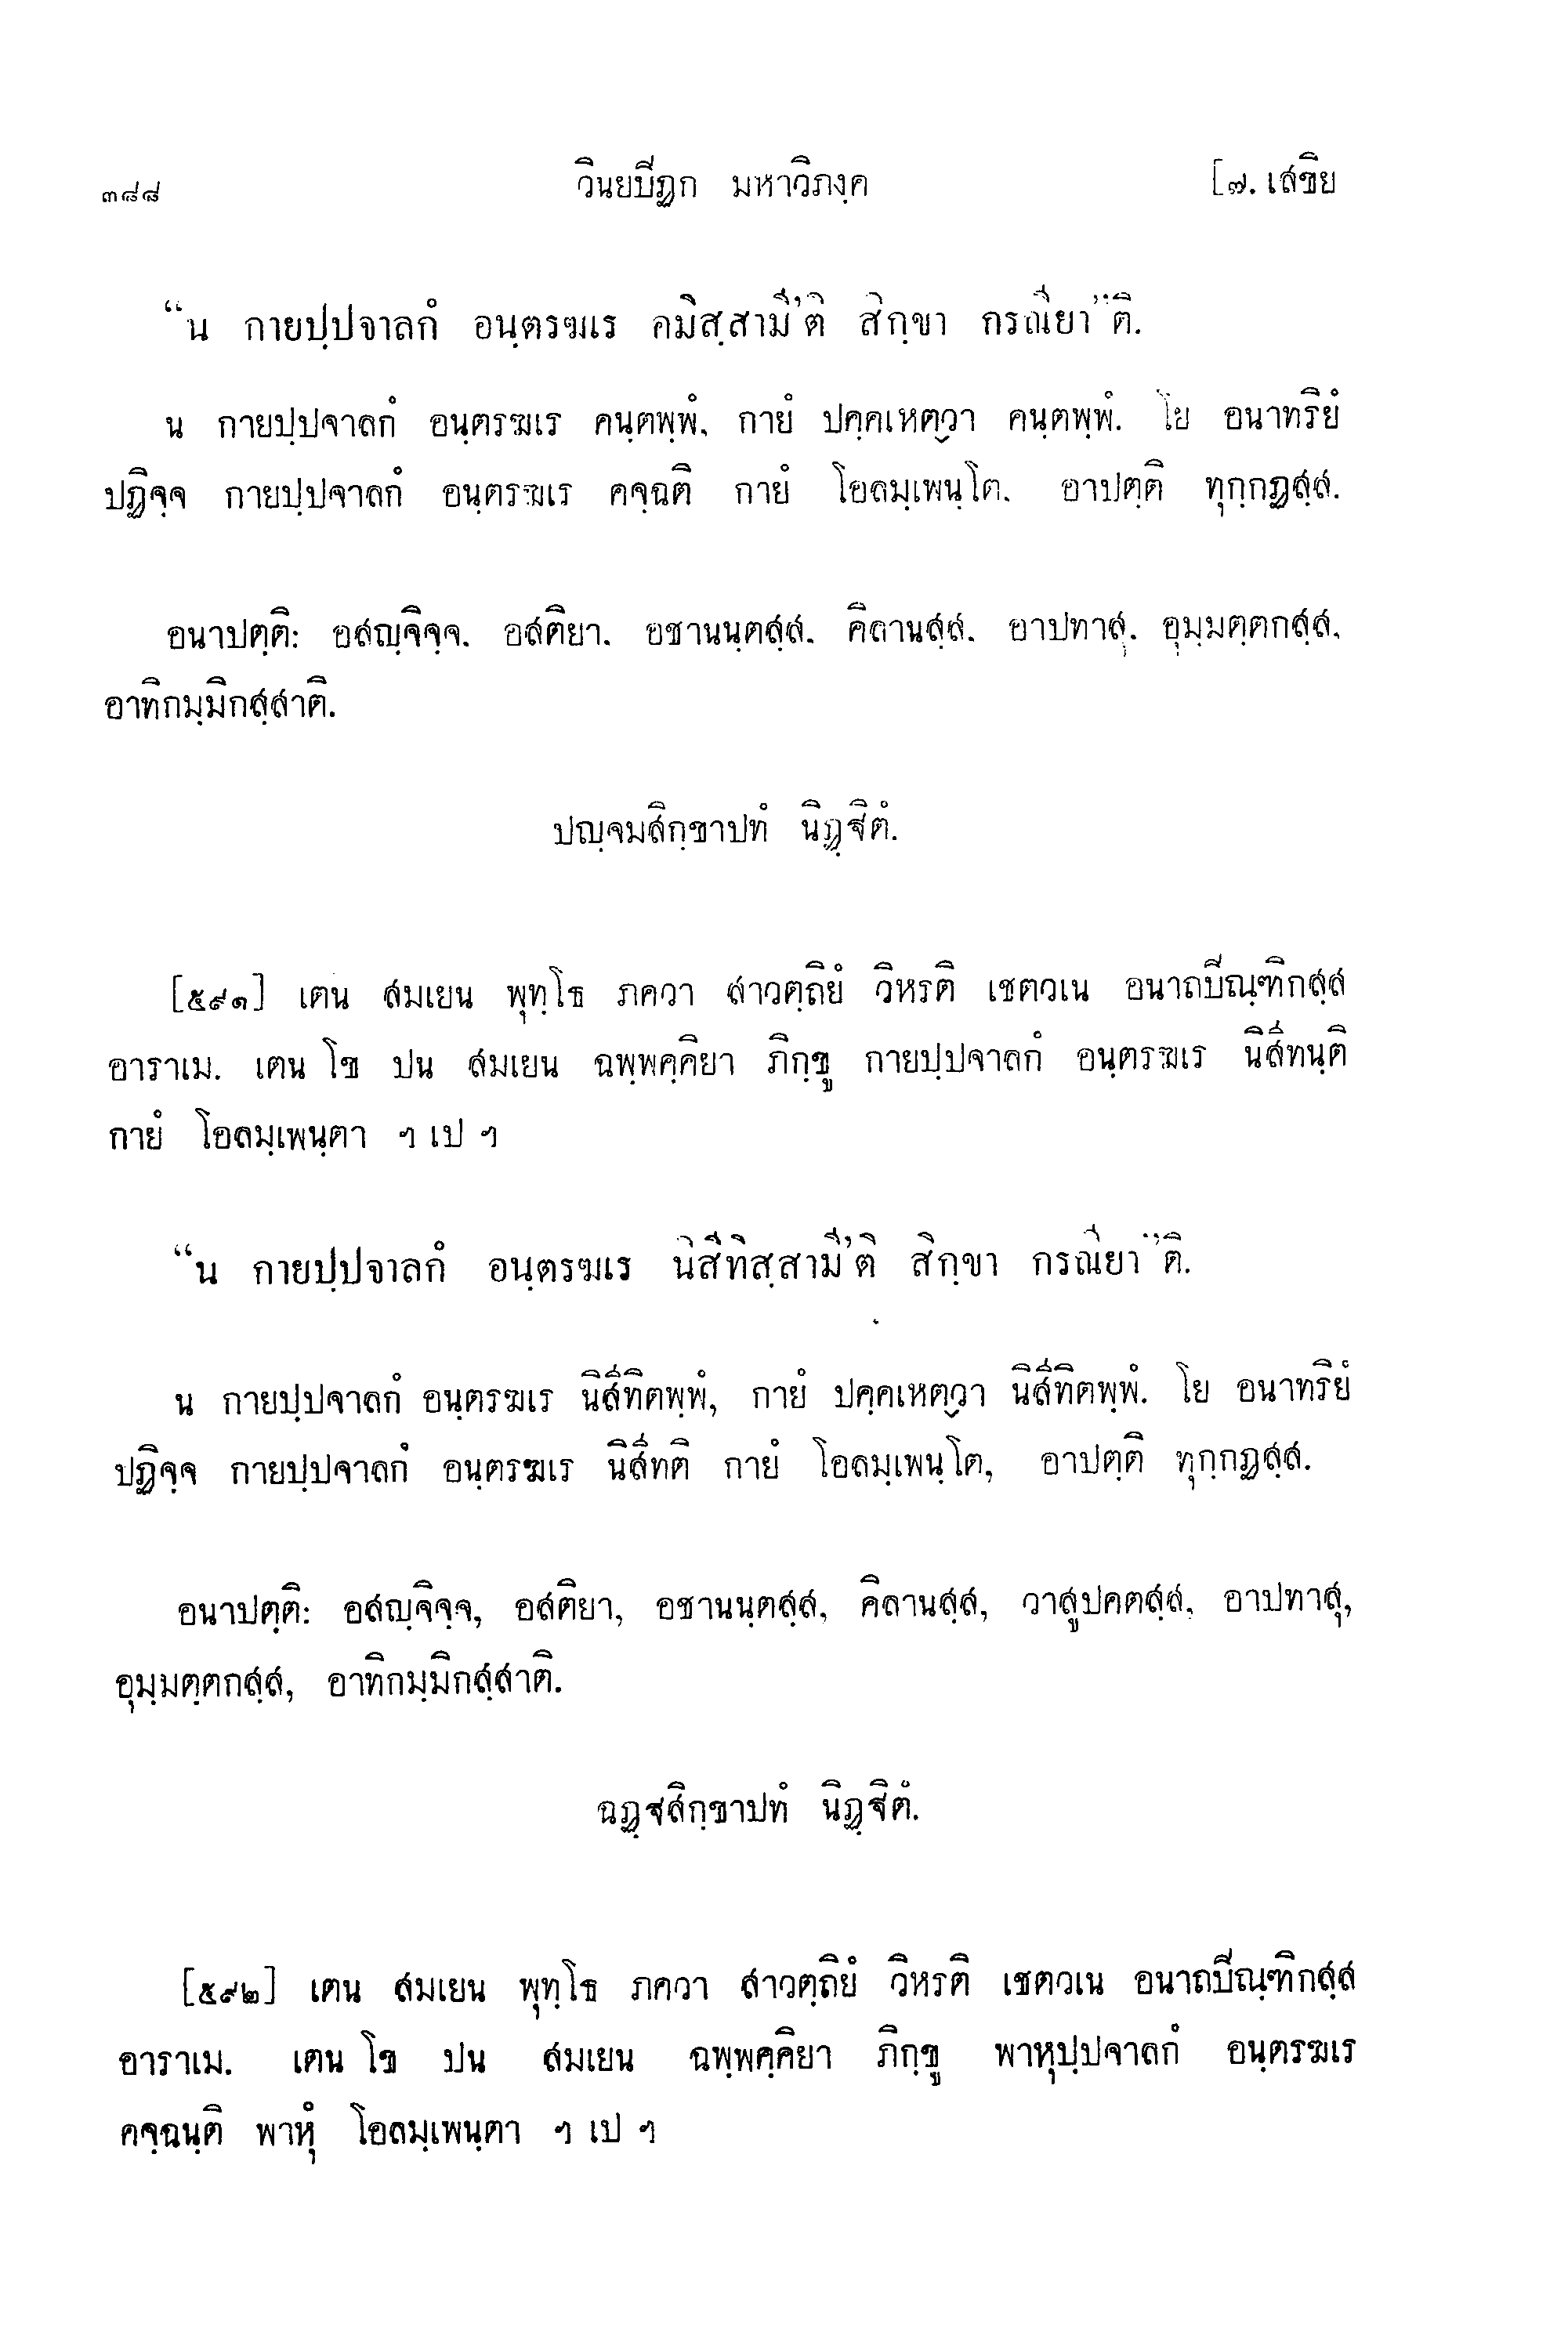 ๓๘๘ วินยปิฏก มหาวิภงฺค [๗. เสขิย
“น กายปฺปจาลกํ อนฺตรฆเร คมิสฺสามี’ติ สิกฺขา กรณียา”ติ.
น กายปฺปจาลกํ อนฺตรฆเร คนฺตพฺพํ, กายํ ปคฺคเหตฺวา คนฺตพฺพํ. โย อนาทริยํ
ปฏิจฺจ กายปฺปจาลกํ อนฺตรฆเร คจฺฉติ กายํ โอลมฺเพนฺโต, อาปตฺติ ทุกฺกฏสฺส.
อนาปตฺติ: อสญฺจิจฺจ, อสติยา, อชานนฺตสฺส, คิลานสฺส, อาปทาสุ, อุมฺมตฺตกสฺส,
อาทิกมฺมิกสฺสาติ.
ปญฺจมสิกฺขาปทํ นิฏฺฐิตํ.
[๕๙๑] เตน สมเยน พุทฺโธ ภควา สาวตฺถิยํ วิหรติ เชตวเน อนาถปิณฺฑิกสฺส
อาราเม. เตน โข ปน สมเยน ฉพฺพคฺคิยา ภิกฺขู กายปฺปจาลกํ อนฺตรฆเร นิสีทนฺติ
กายํ โอลมฺเพนฺตา ฯ เป ฯ
“น กายปฺปจาลกํ อนฺตรฆเร นิสีทิสฺสามี’ติ สิกฺขา กรณียา”ติ.
น กายปฺปจาลกํ อนฺตรฆเร นิสีทิตพฺพํ, กายํ ปคฺคเหตฺวา นิสีทิตพฺพํ. โย อนาทริยํ
ปฏิจฺจ กายปฺปจาลกํ อนฺตรฆเร นิสีทติ กายํ โอลมฺเพนฺโต, อาปตฺติ ทุกฺกฏสฺส.
อนาปตฺติ: อสญฺจิจฺจ, อสติยา, อชานนฺตสฺส, คิลานสฺส, วาสูปคตสฺส, อาปทาสุ,
อุมฺมตฺตกสฺส, อาทิกมฺมิกสฺสาติ.
ฉฏฺฐสิกฺขาปทํ นิฏฺฐิตํ.
[๕๙๒] เตน สมเยน พุทฺโธ ภควา สาวตฺถิยํ วิหรติ เชตวเน อนาถปิณฺฑิกสฺส
อาราเม. เตน โข ปน สมเยน ฉพฺพคฺคิยา ภิกฺขู พาหุปฺปจาลกํ อนฺตรฆเร
คจฺฉนฺติ พาหุํ โอลมฺเพนฺตา ฯ เป ฯ